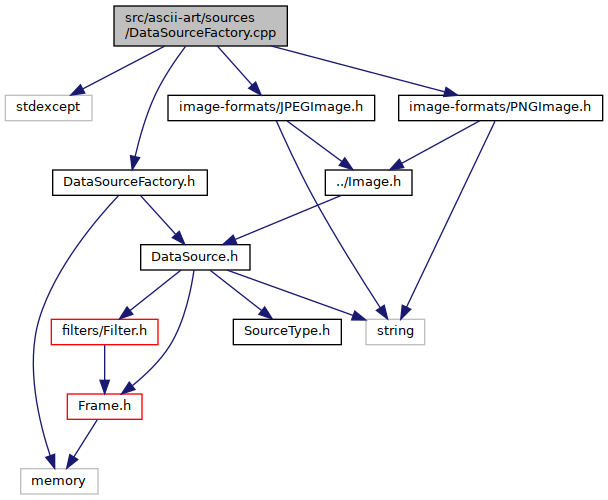 src/ascii-art/sources
/DataSourceFactory.cpp
stdexcept
image-formats/JPEGImage.h
image-formats/PNGImage.h
DataSourceFactory.h
../Image.h
DataSource.h
filters/Filter.h
SourceType.h
string
Frame.h
memory